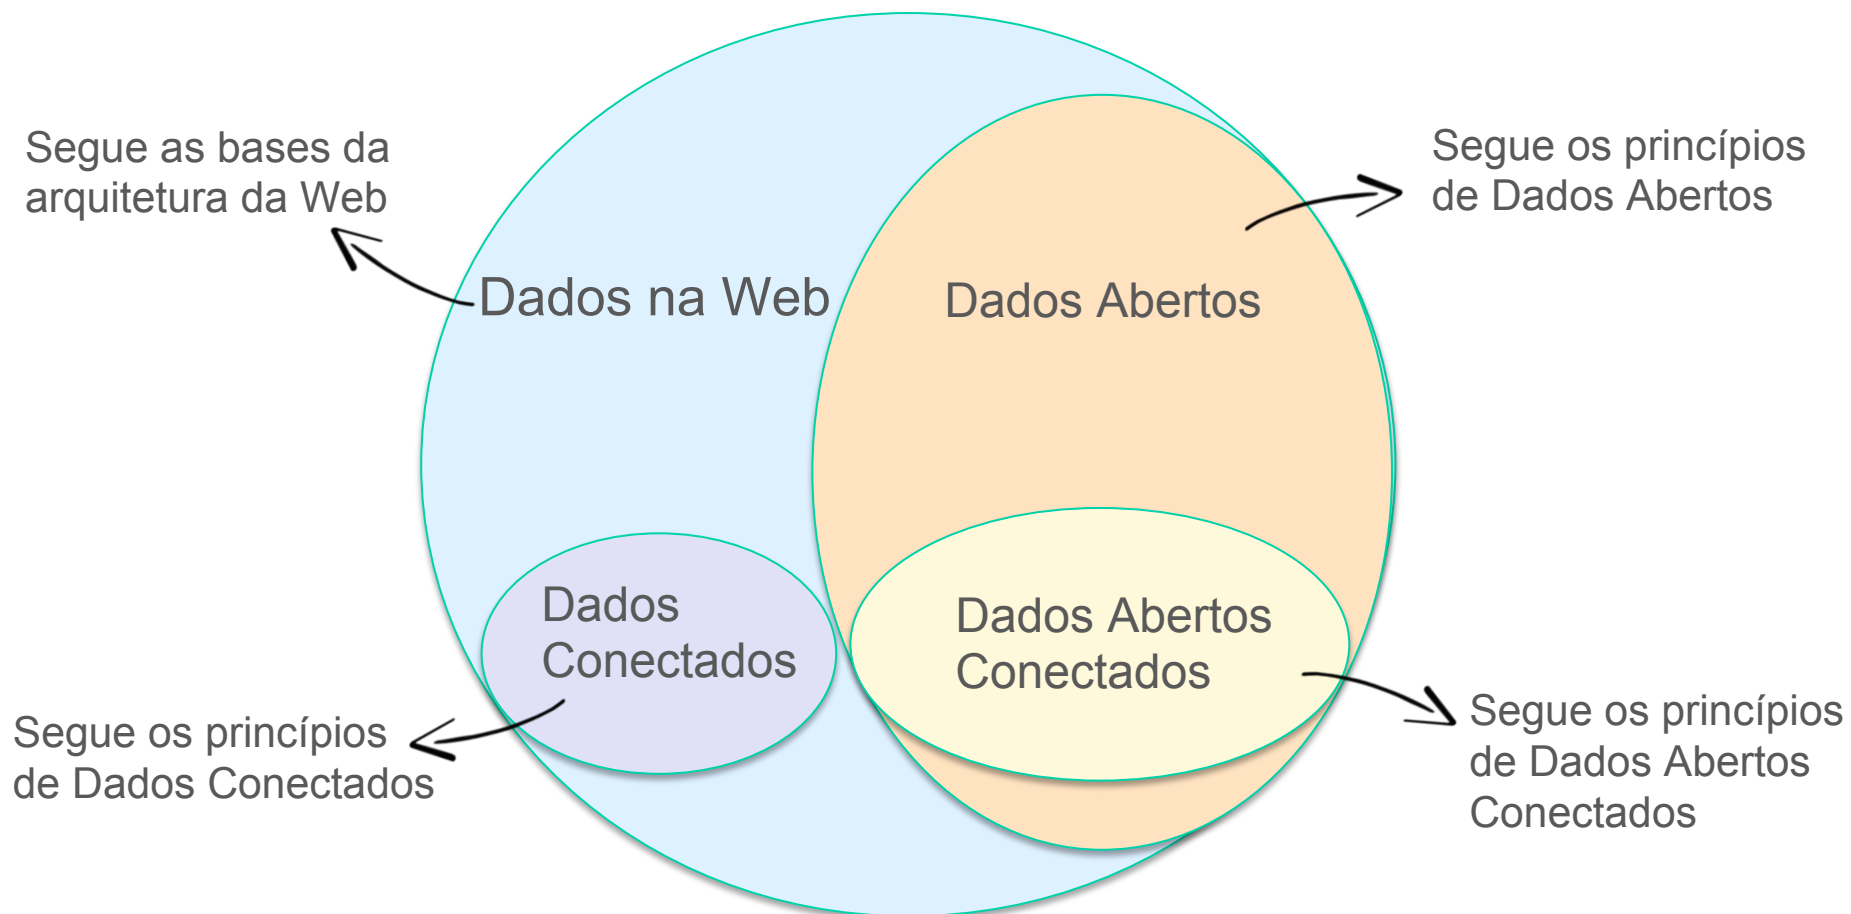 Segue as bases da
arquitetura da Web
Segue os princípios
de Dados Abertos
Dados na Web
Dados Abertos
Dados
Conectados
Dados Abertos
Conectados
Segue os princípios
de Dados Conectados
Segue os princípios
de Dados Abertos
Conectados